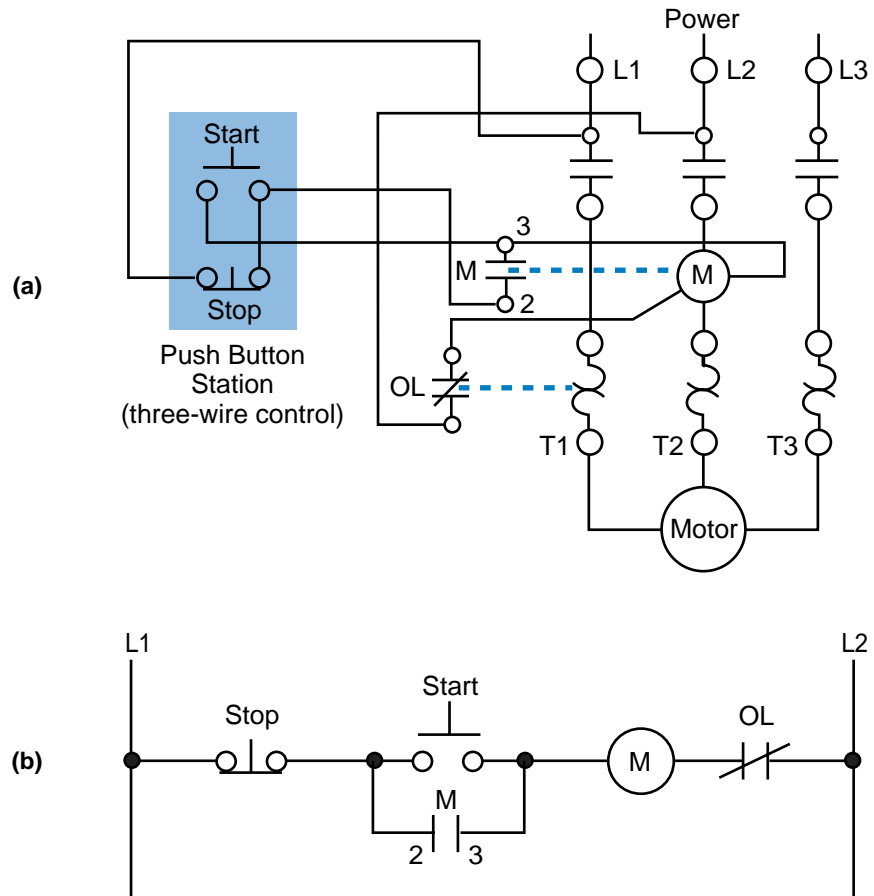 Power
L1
L2
L3
Start
3
M
M
2
(a)
Stop
Push Button
Station
(three-wire control)
OL
T1
T2
T3
Motor
L1
L2
Start
Stop
OL
(b)
M
M
2
3